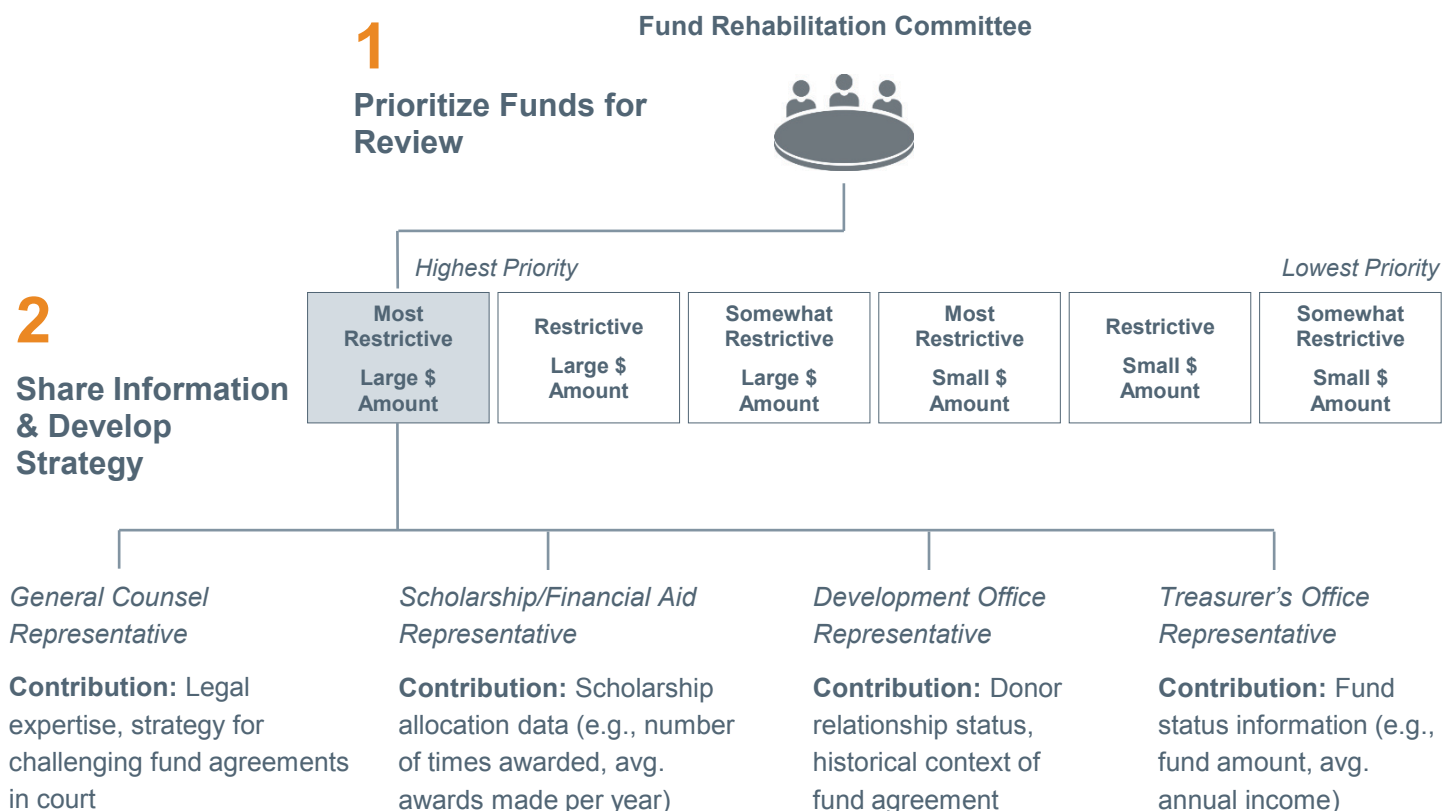 1
Fund Rehabilitation Committee
Prioritize Funds for
Review
Highest Priority
Lowest Priority
2
Share Information
& Develop
Strategy
Most
Restrictive
Large $
Amount
Restrictive
Large $
Amount
Somewhat
Restrictive
Large $
Amount
Most
Restrictive
Small $
Amount
Restrictive
Small $
Amount
Somewhat
Restrictive
Small $
Amount
General Counsel
Representative
Contribution: Legal
expertise, strategy for
challenging fund agreements
in court
Scholarship/Financial Aid
Representative
Contribution: Scholarship
allocation data (e.g., number
of times awarded, avg.
awards made per year)
Development Office
Representative
Contribution: Donor
relationship status,
historical context of
fund agreement
Treasurer’s Office
Representative
Contribution: Fund
status information (e.g.,
fund amount, avg.
annual income)